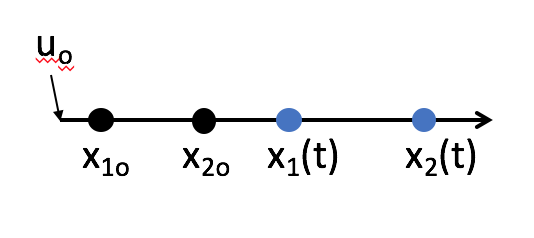 uₒ
x₁ₒ x₂ₒ x₁(t) x₂(t)